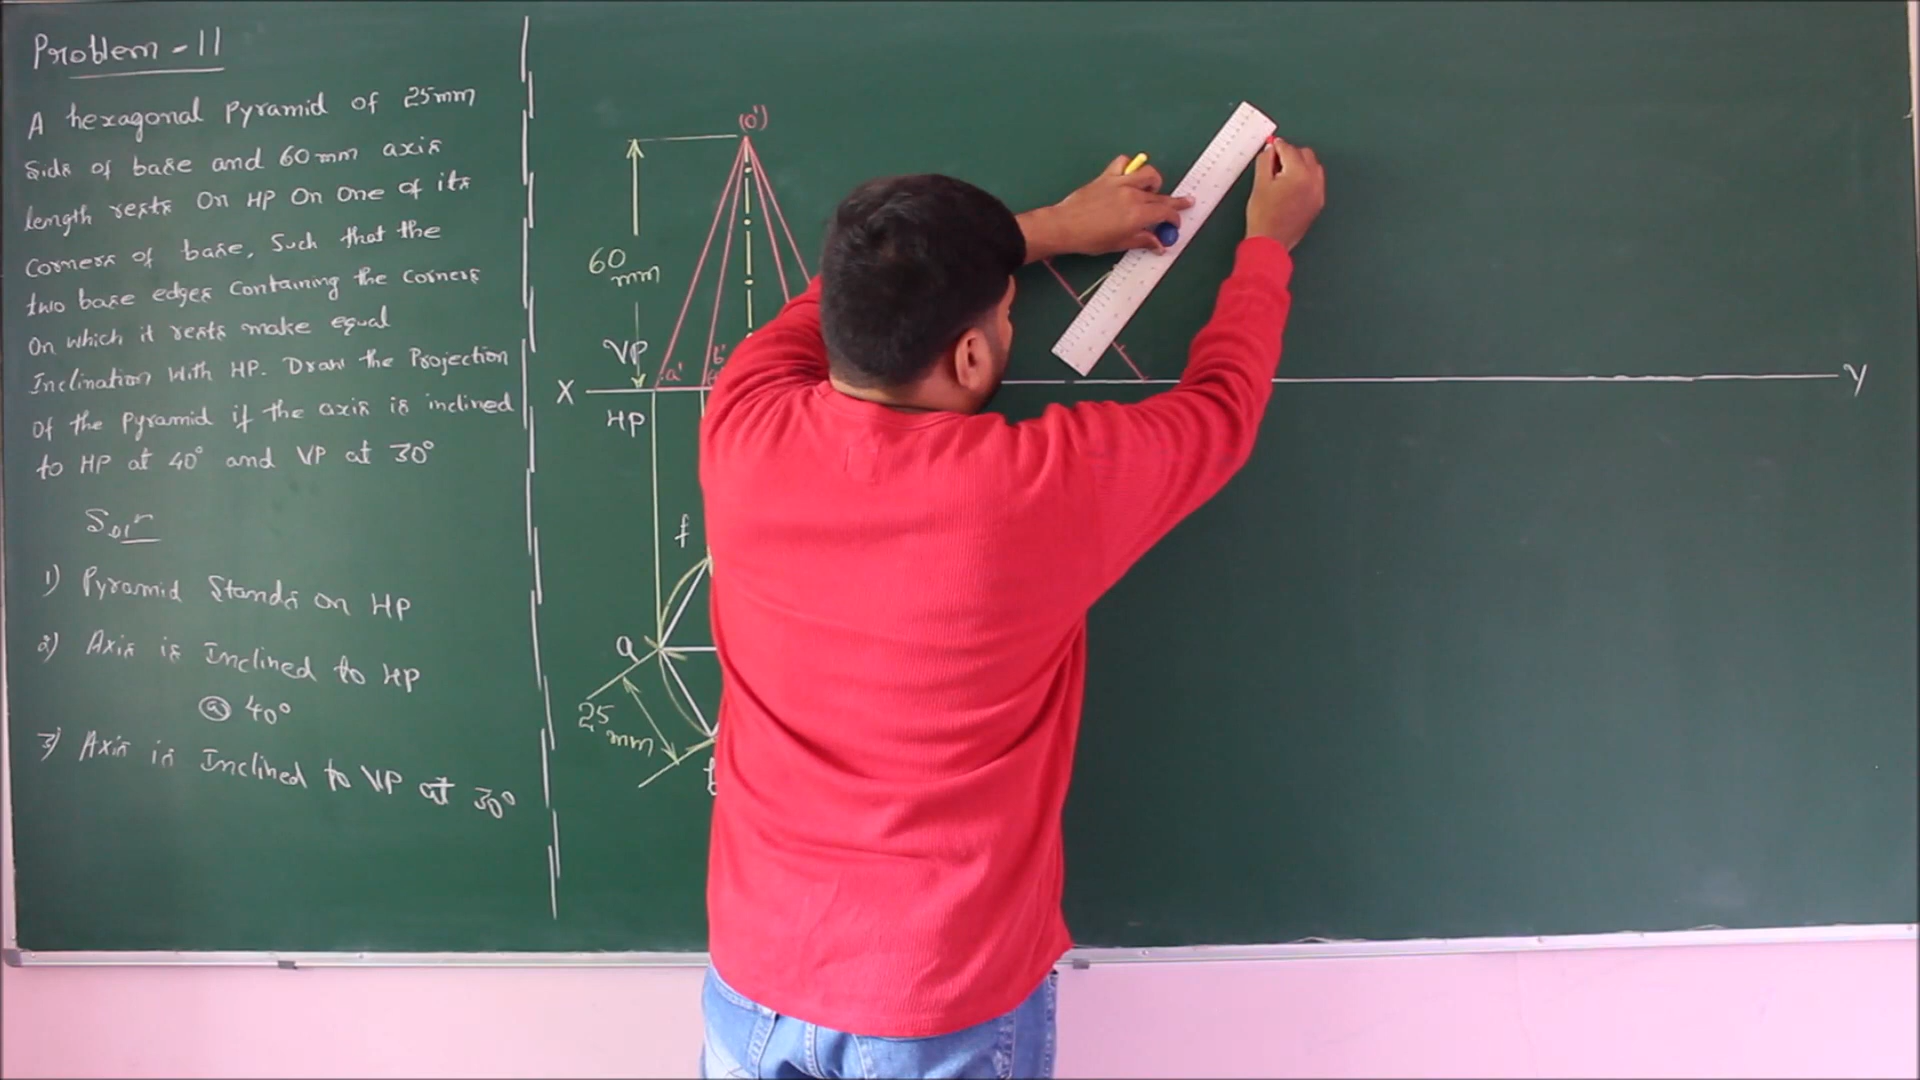 Problem - 11
A hexagonal Pyramid of 25mm
Side of base and 60mm axis
length rests On HP On One of its
Corners of base, Such that the
two base edges containing the corners
On which it rests make equal
Inclination With HP. Draw the Projection
Of the Pyramid if the axis is inclined
to HP at 40° and VP at 30°
Soln
1) Pyramid Stands on HP
2) Axis is Inclined to HP
@ 40°
3) Axis is Inclined to VP at 30°
(o')
60
mm
VP
a'
b'
X
Y
HP
f
a
25
mm